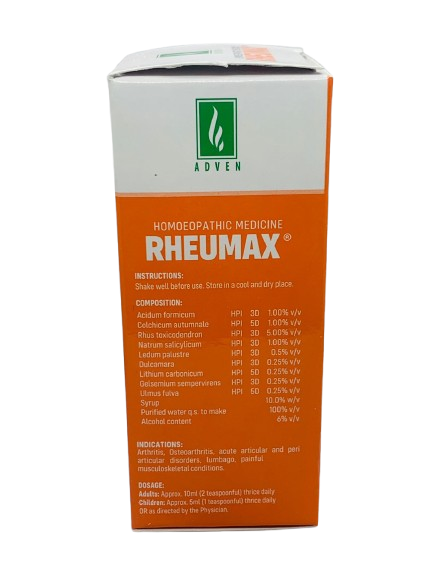 ADVEN
HOMOEOPATHIC MEDICINE
RHEUMAX®
INSTRUCTIONS:
Shake well before use. Store in a cool and dry place.
COMPOSITION:
Acidum formicum HPI 3D 1.00% v/v
Colchicum autumnale HPI 5D 1.00% v/v
Rhus toxicodendron HPI 3D 5.00% v/v
Natrum salicylicum HPI 3D 1.00% v/v
Ledum palustre HPI 3D 0.5% v/v
Dulcamara HPI 3D 0.25% v/v
Lithium carbonicum HPI 5D 0.25% v/v
Gelsemium sempervirens HPI 3D 0.25% v/v
Ulmus fulva HPI 5D 0.25% v/v
Syrup 10.0% w/v
Purified water q.s. to make 100% v/v
Alcohol content 6% v/v
INDICATIONS:
Arthritis, Osteoarthritis, acute articular and peri
articular disorders, lumbago, painful
musculoskeletal conditions.
DOSAGE:
Adults: Approx. 10ml (2 teaspoonful) thrice daily
Children: Approx. 5ml (1 teaspoonful) thrice daily
OR as directed by the Physician.